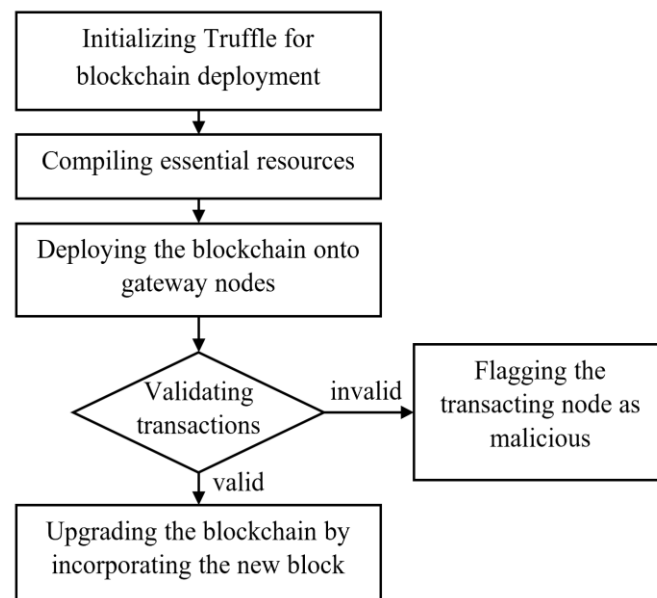 Initializing Truffle for
blockchain deployment
Compiling essential resources
Deploying the blockchain onto
gateway nodes
Validating
transactions
invalid
Flagging the
transacting node as
malicious
valid
Upgrading the blockchain by
incorporating the new block